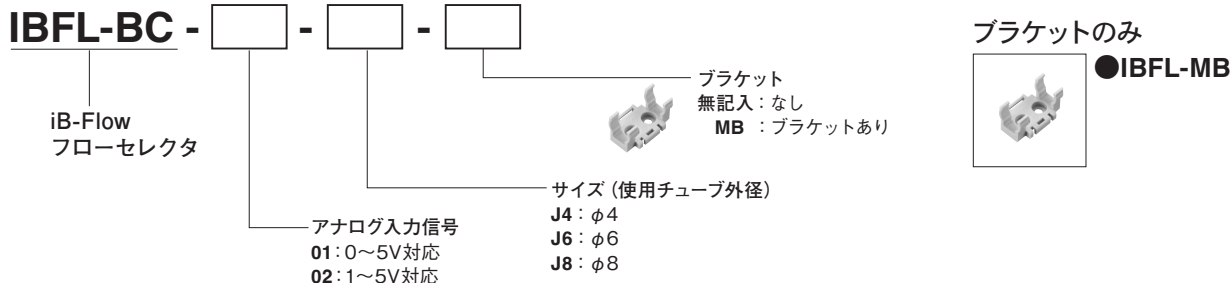 IBFL-BC - - -
iB-Flow
フローセレクタ
アナログ入力信号
01：0～5V対応
02：1～5V対応
サイズ（使用チューブ外径）
J4：φ4
J6：φ6
J8：φ8
ブラケット
無記入：なし
MB ：ブラケットあり
ブラケットのみ
●IBFL-MB